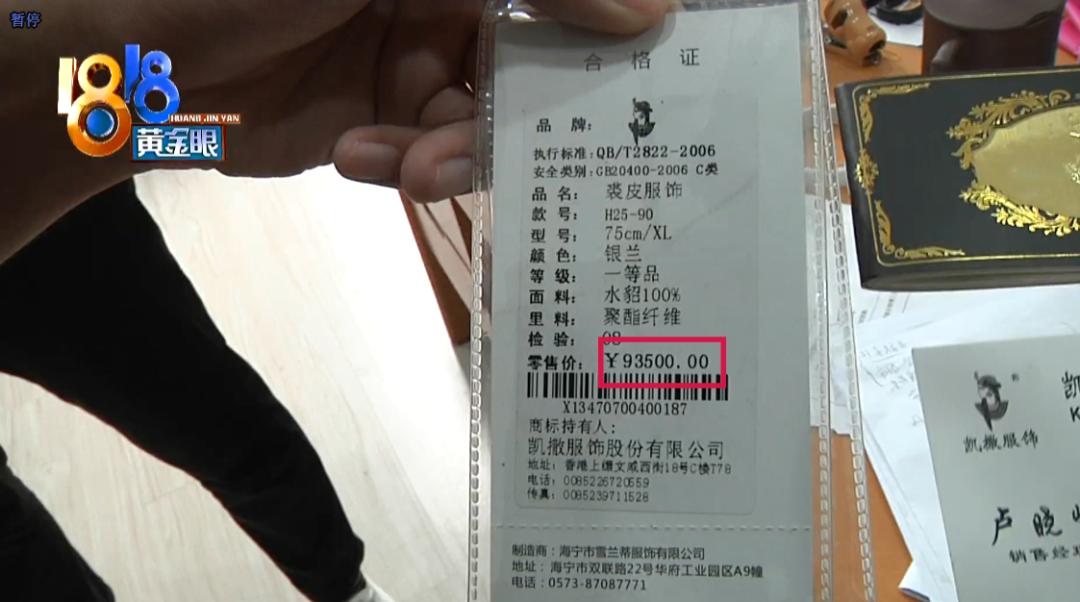 暂停
1818
HUANG JIN YAN
黄金眼
合格证
品牌：
执行标准：QB/T2822-2006
安全类别：GB20400-2006 C类
品名：裘皮服饰
款号：H25-90
型号：75cm/XL
颜色：银兰
等级：一等品
面料：水貂100%
里料：聚酯纤维
检验：08
零售价：￥93500.00
X13470700400187
商标持有人：
凯撒服饰股份有限公司
地址：香港上环文咸西街18号C楼T78
电话：0085226720559
传真：0085239711528
制造商：海宁市雪兰蒂服饰有限公司
地址：海宁市双联路22号华府工业园区A9幢
电话：0573-87087771
凯撒服饰
卢晓
销售经理